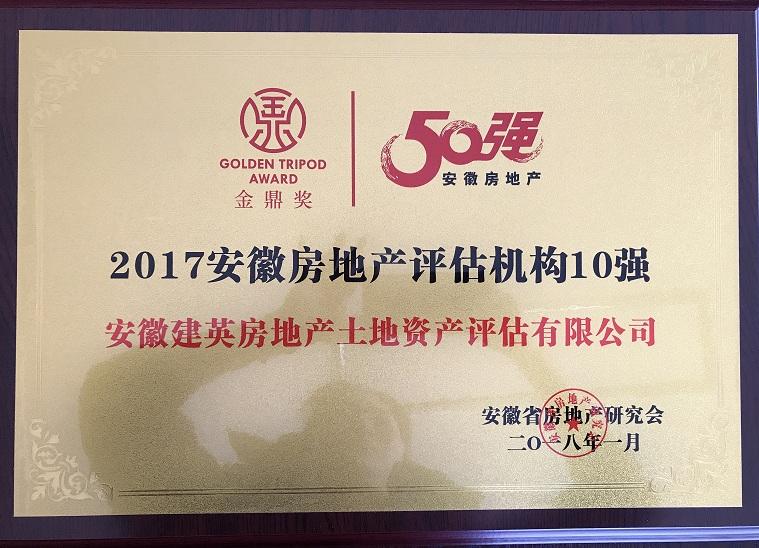 GOLDEN TRIPOD
AWARD
金鼎奖
50强
安徽房地产
2017安徽房地产评估机构10强
安徽建英房地产土地资产评估有限公司
安徽省房地产研究会
二O一八年一月